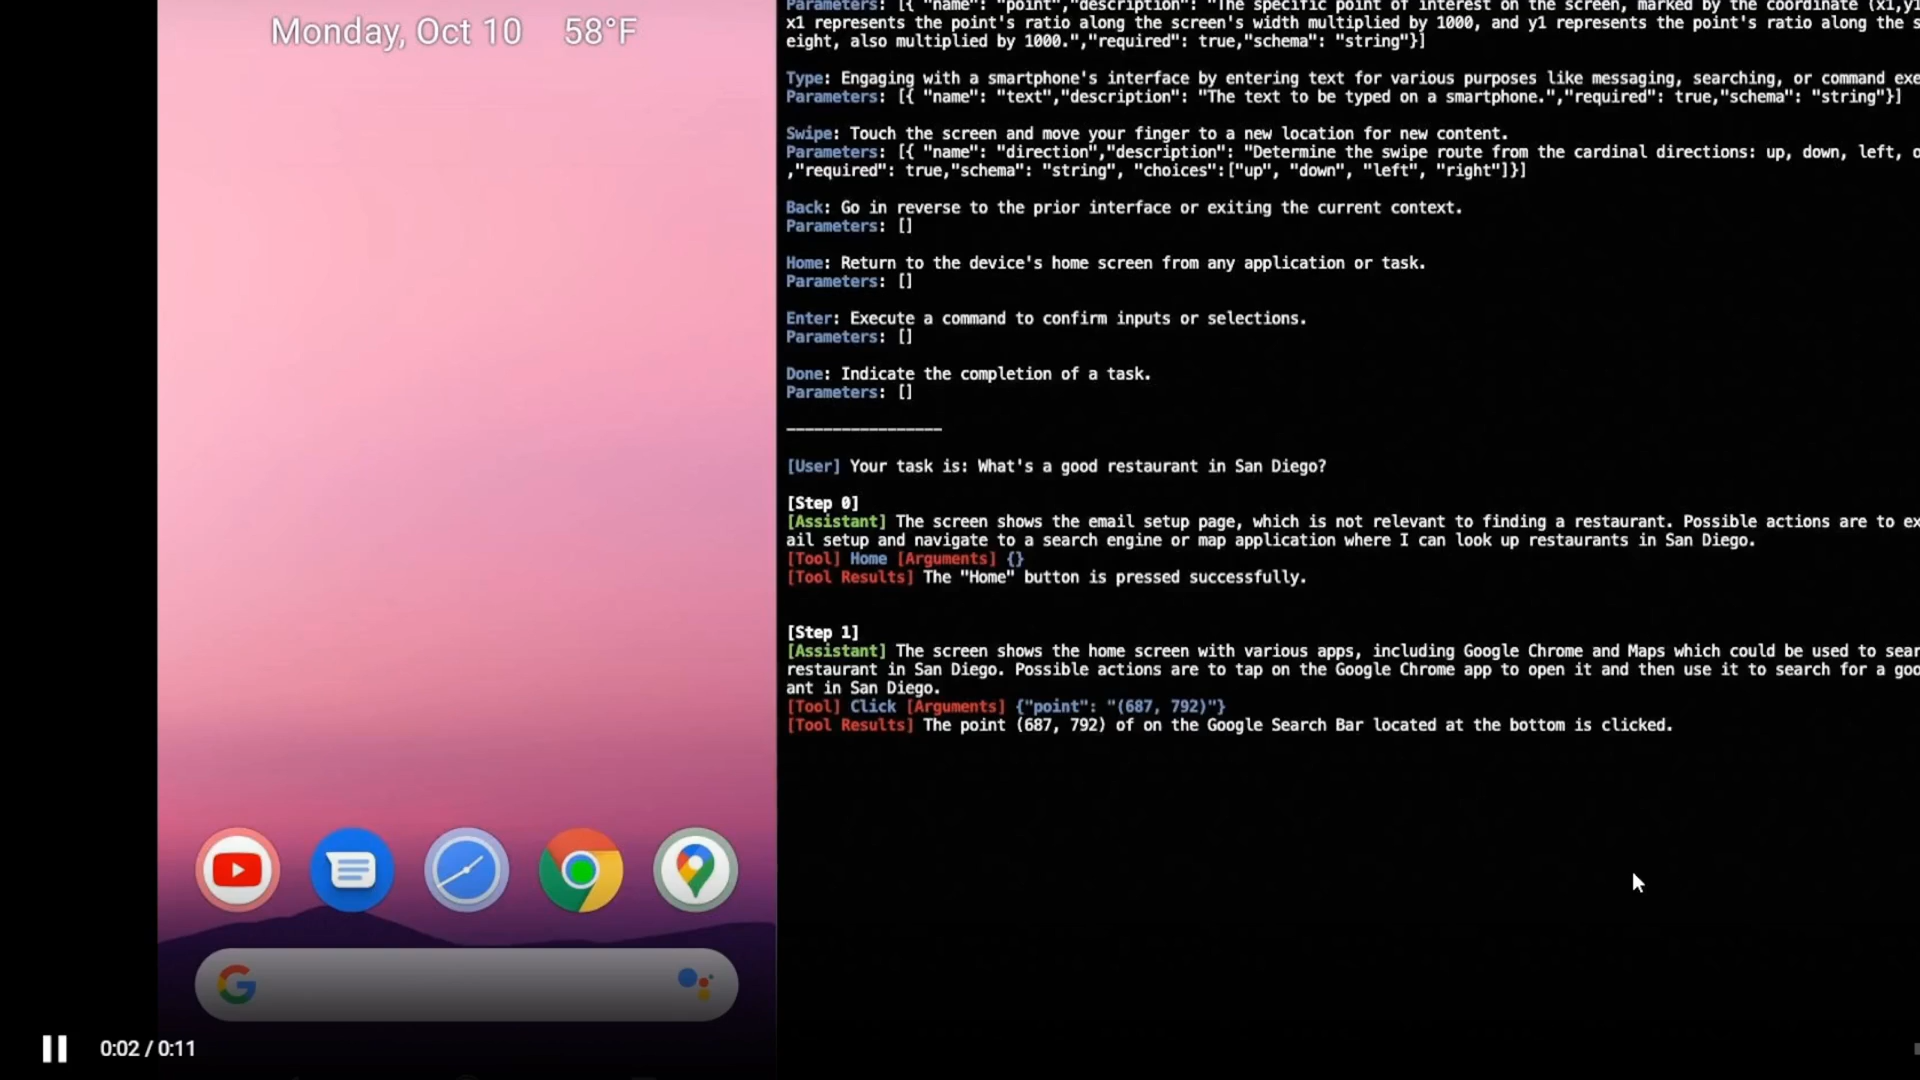 Monday, Oct 10 58°F
Parameters: [{ "name": "point","description": "The specific point of interest on the screen, marked by the coordinate (x1,y1
x1 represents the point's ratio along the screen's width multiplied by 1000, and y1 represents the point's ratio along the s
eight, also multiplied by 1000.","required": true,"schema": "string"}]
Type: Engaging with a smartphone's interface by entering text for various purposes like messaging, searching, or command exe
Parameters: [{ "name": "text","description": "The text to be typed on a smartphone.","required": true,"schema": "string"}]
Swipe: Touch the screen and move your finger to a new location for new content.
Parameters: [{ "name": "direction","description": "Determine the swipe route from the cardinal directions: up, down, left, o
,"required": true,"schema": "string", "choices":["up", "down", "left", "right"]}]
Back: Go in reverse to the prior interface or exiting the current context.
Parameters: []
Home: Return to the device's home screen from any application or task.
Parameters: []
Enter: Execute a command to confirm inputs or selections.
Parameters: []
Done: Indicate the completion of a task.
Parameters: []
-----------------
[User] Your task is: What's a good restaurant in San Diego?
[Step 0]
[Assistant] The screen shows the email setup page, which is not relevant to finding a restaurant. Possible actions are to ex
ail setup and navigate to a search engine or map application where I can look up restaurants in San Diego.
[Tool] Home [Arguments] {}
[Tool Results] The "Home" button is pressed successfully.
[Step 1]
[Assistant] The screen shows the home screen with various apps, including Google Chrome and Maps which could be used to sear
restaurant in San Diego. Possible actions are to tap on the Google Chrome app to open it and then use it to search for a goo
ant in San Diego.
[Tool] Click [Arguments] {"point": "(687, 792)"}
[Tool Results] The point (687, 792) of on the Google Search Bar located at the bottom is clicked.
0:02 / 0:11